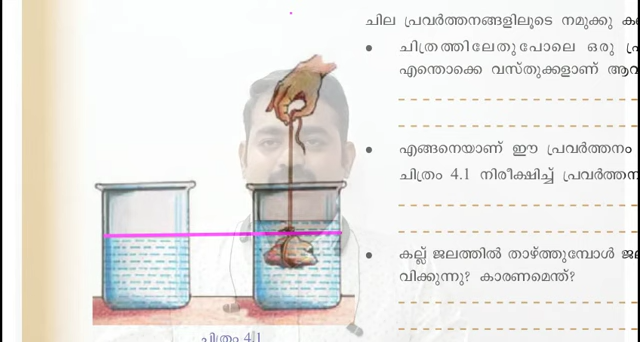 ചില പ്രവർത്തനങ്ങളിലൂടെ നമുക്കു
ചിത്രത്തിലേതുപോലെ ഒരു
എന്തൊക്കെ വസ്തുക്കളാണ്
എങ്ങനെയാണ് ഈ പ്രവർത്തനം
ചിത്രം 4.1 നിരീക്ഷിച്ച്
കല്ല് ജലത്തിൽ താഴ്ത്തുമ്പോൾ
വിക്കുന്നു? കാരണമെന്ത്?
ചിത്രം 4.1